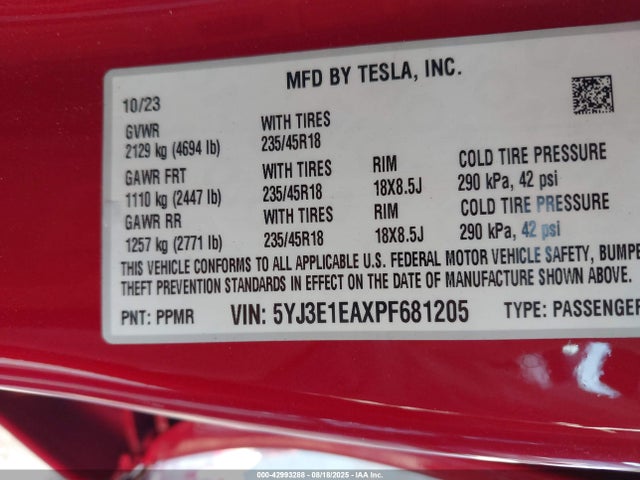 MFD BY TESLA, INC.
10/23
GVWR WITH TIRES
2129 kg (4694 lb) 235/45R18
GAWR FRT WITH TIRES RIM COLD TIRE PRESSURE
1110 kg (2447 lb) 235/45R18 18X8.5J 290 kPa, 42 psi
GAWR RR WITH TIRES RIM COLD TIRE PRESSURE
1257 kg (2771 lb) 235/45R18 18X8.5J 290 kPa, 42 psi
THIS VEHICLE CONFORMS TO ALL APPLICABLE U.S. FEDERAL MOTOR VEHICLE SAFETY, BUMPE
THEFT PREVENTION STANDARDS IN EFFECT ON THE DATE OF MANUFACTURE SHOWN ABOVE.
PNT: PPMR VIN: 5YJ3E1EAXPF681205 TYPE: PASSENGER
000-42993268 - 08/18/2025 - IAAI.COM